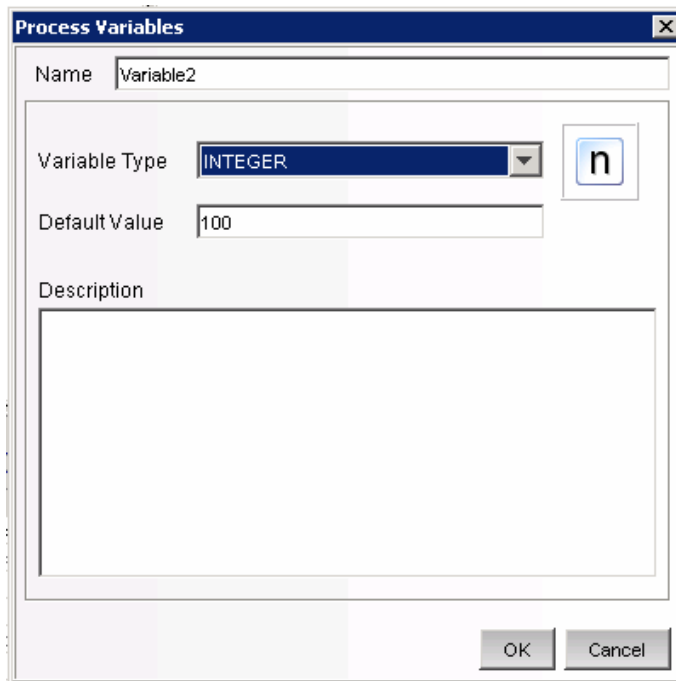 Process Variables
Name Variable2
Variable Type INTEGER n
Default Value 100
Description
OK Cancel